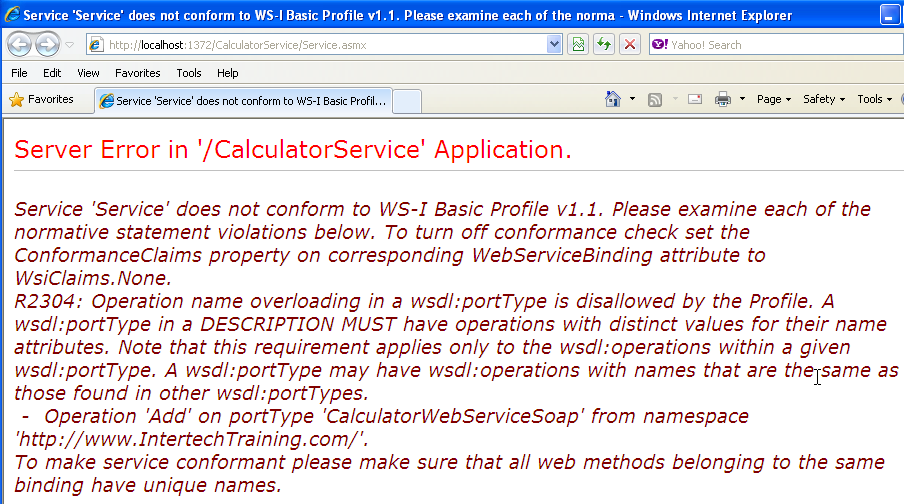 Service 'Service' does not conform to WS-I Basic Profile v1.1. Please examine each of the norma - Windows Internet Explorer
http://localhost:1372/CalculatorService/Service.asmx
Yahoo! Search
File Edit View Favorites Tools Help
Favorites
Service 'Service' does not conform to WS-I Basic Profil...
Page Safety Tools
Server Error in '/CalculatorService' Application.
Service 'Service' does not conform to WS-I Basic Profile v1.1. Please examine each of the
normative statement violations below. To turn off conformance check set the
ConformanceClaims property on corresponding WebServiceBinding attribute to
WsiClaims.None.
R2304: Operation name overloading in a wsdl:portType is disallowed by the Profile. A
wsdl:portType in a DESCRIPTION MUST have operations with distinct values for their name
attributes. Note that this requirement applies only to the wsdl:operations within a given
wsdl:portType. A wsdl:portType may have wsdl:operations with names that are the same as
those found in other wsdl:portTypes.
- Operation 'Add' on portType 'CalculatorWebServiceSoap' from namespace
'http://www.IntertechTraining.com/'.
To make service conformant please make sure that all web methods belonging to the same
binding have unique names.